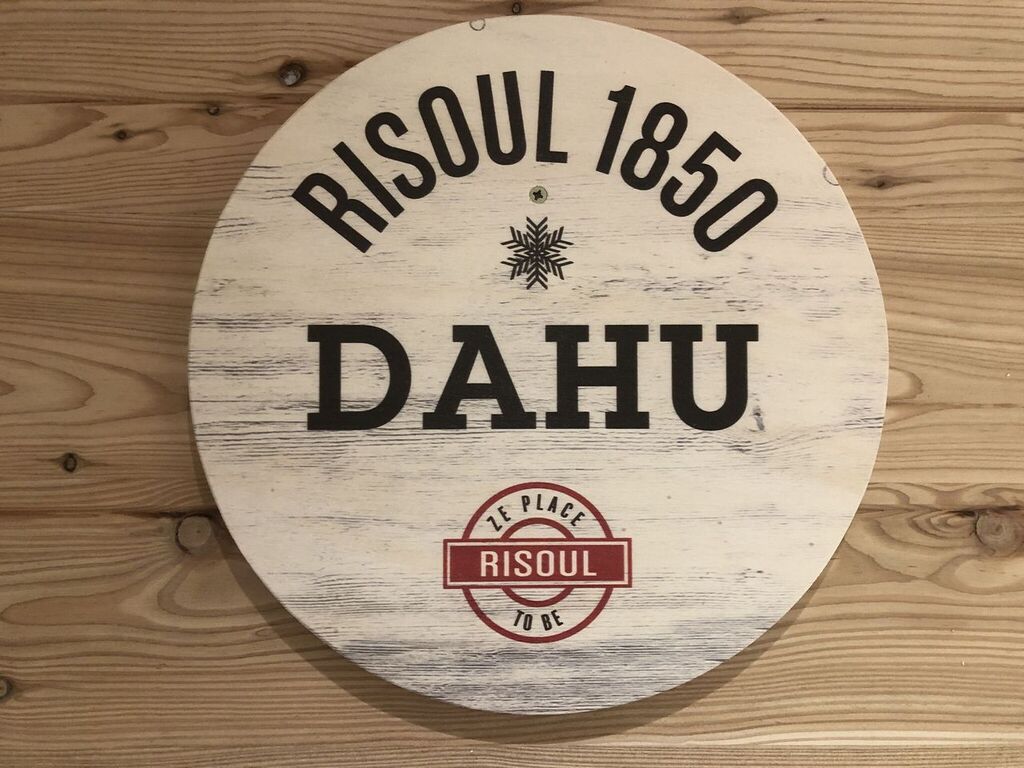 RISOUL 1850
DAHU
ZE PLACE
RISOUL
TO BE